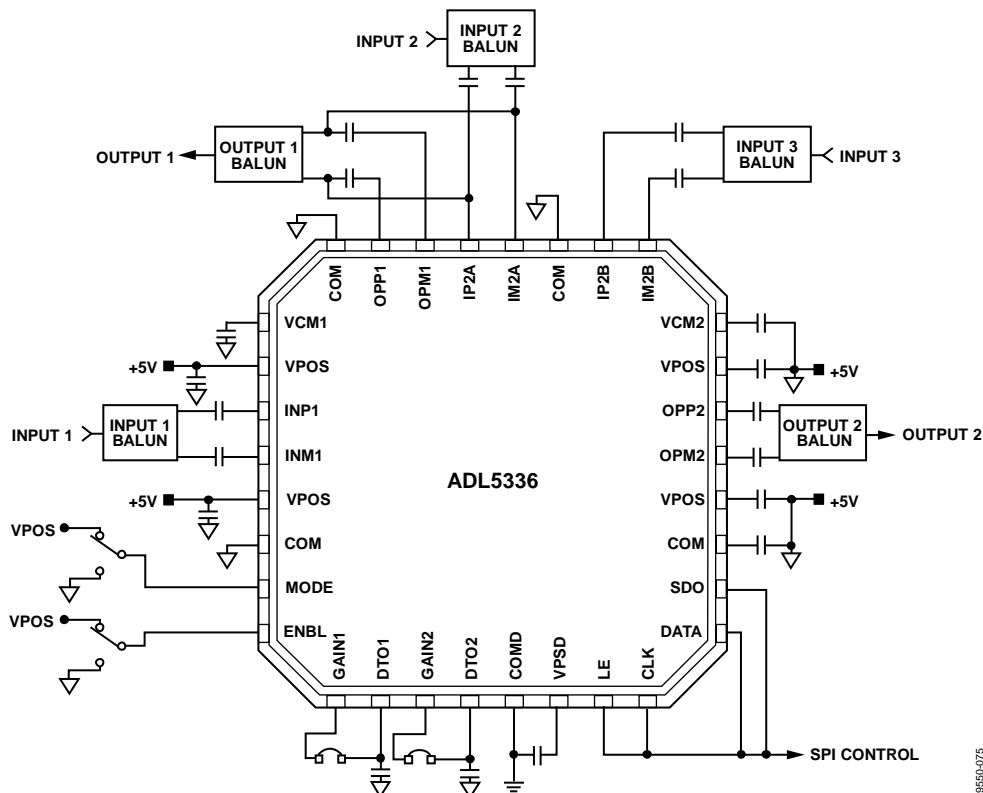 INPUT 2
INPUT 2
BALUN
OUTPUT 1
OUTPUT 1
BALUN
INPUT 3
BALUN
INPUT 3
COM
OPP1
OPM1
IP2A
IM2A
COM
IP2B
IM2B
VCM1
VCM2
+5V
VPOS
VPOS
+5V
INPUT 1
INPUT 1
BALUN
INP1
INM1
OPP2
OPM2
OUTPUT 2
BALUN
OUTPUT 2
ADL5336
+5V
VPOS
VPOS
+5V
VPOS
COM
COM
MODE
SDO
VPOS
ENBL
DATA
GAIN1
DTO1
GAIN2
DTO2
COMD
VPSD
LE
CLK
SPI CONTROL
9550-075